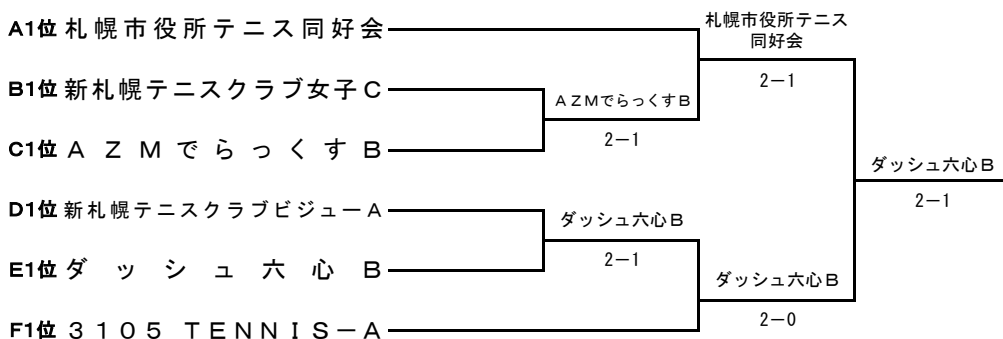 A1位 札幌市役所テニス同好会
B1位 新札幌テニスクラブ女子C
C1位 AZMでらっくすB
D1位 新札幌テニスクラブビジューA
E1位 ダッシュ六心B
F1位 3105 TENNIS-A
AZMでらっくすB
2-1
ダッシュ六心B
2-1
札幌市役所テニス
同好会
2-1
ダッシュ六心B
2-0
ダッシュ六心B
2-1